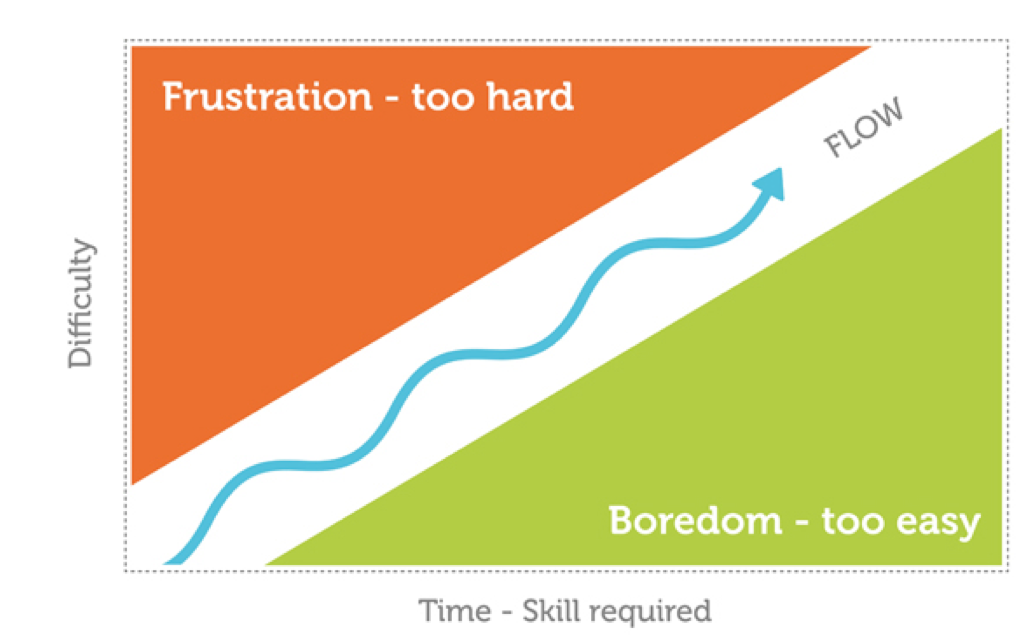 Frustration - too hard
FLOW
Difficulty
Boredom - too easy
Time - Skill required